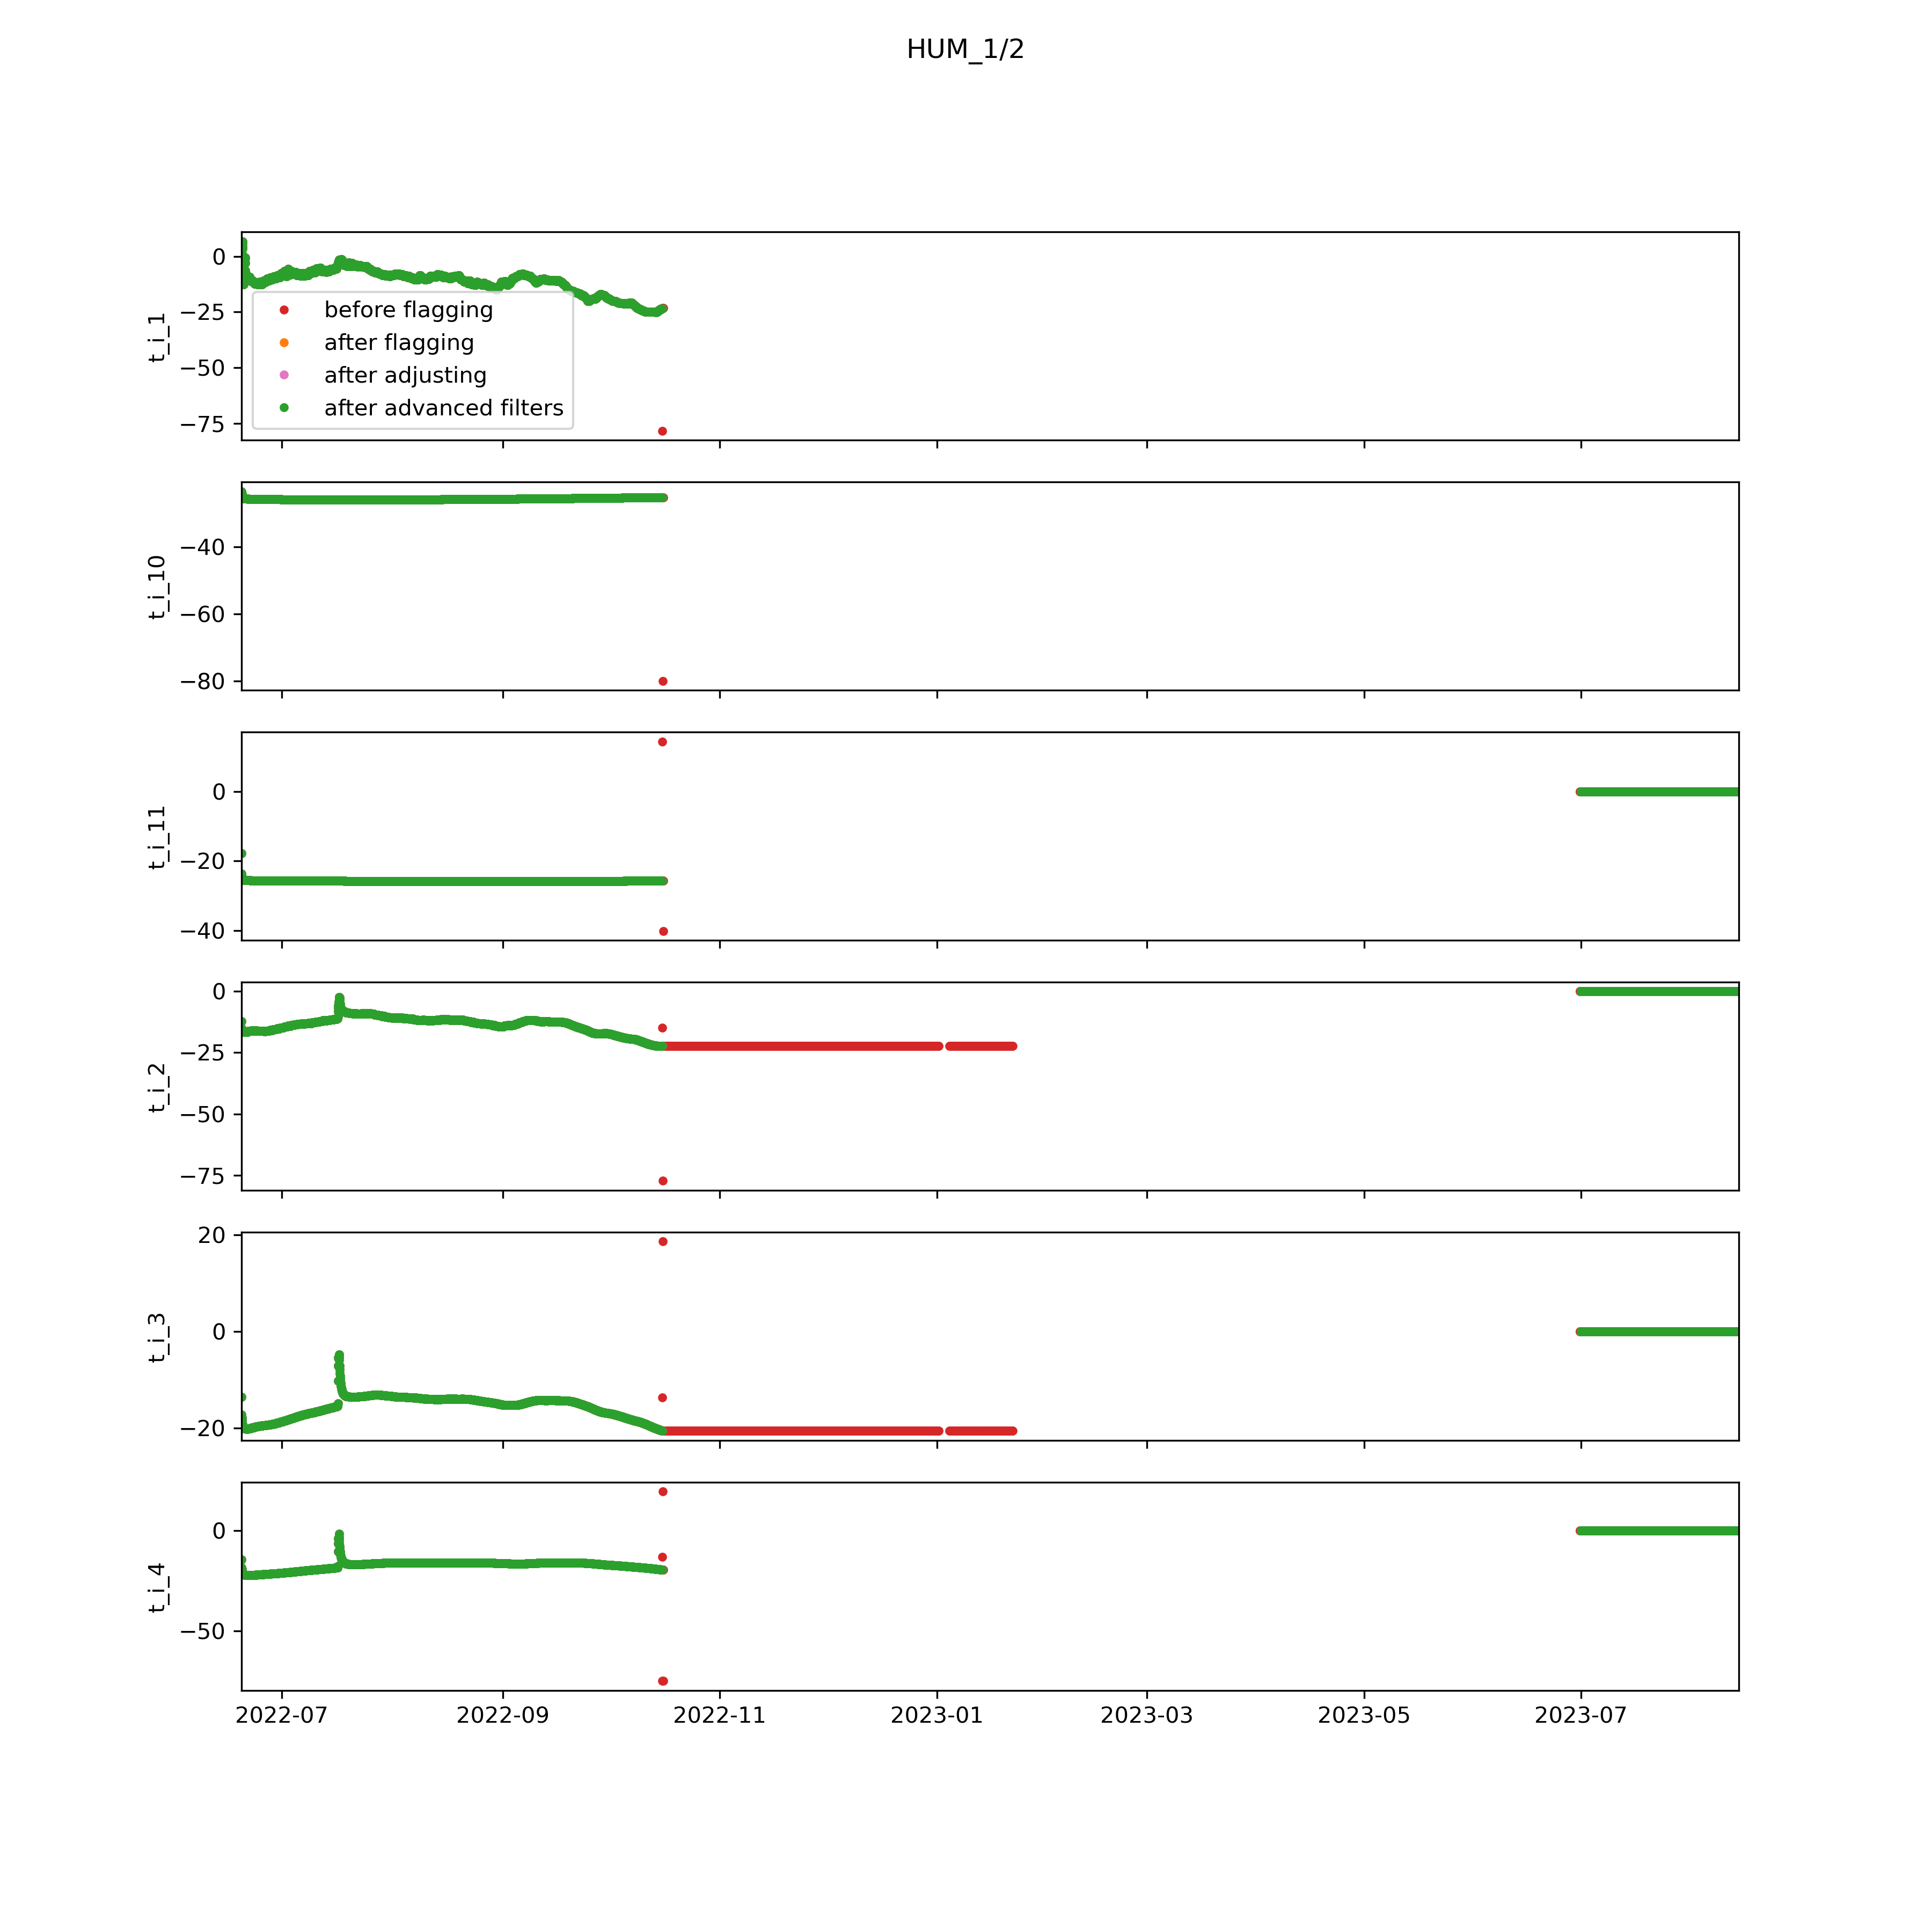 HUM_1/2
0
−25
−50
−75
t_i_1
before flagging
after flagging
after adjusting
after advanced filters
−40
−60
−80
t_i_10
0
−20
−40
t_i_11
0
−25
−50
−75
t_i_2
20
0
−20
t_i_3
0
−50
t_i_4
2022-07 2022-09 2022-11 2023-01 2023-03 2023-05 2023-07